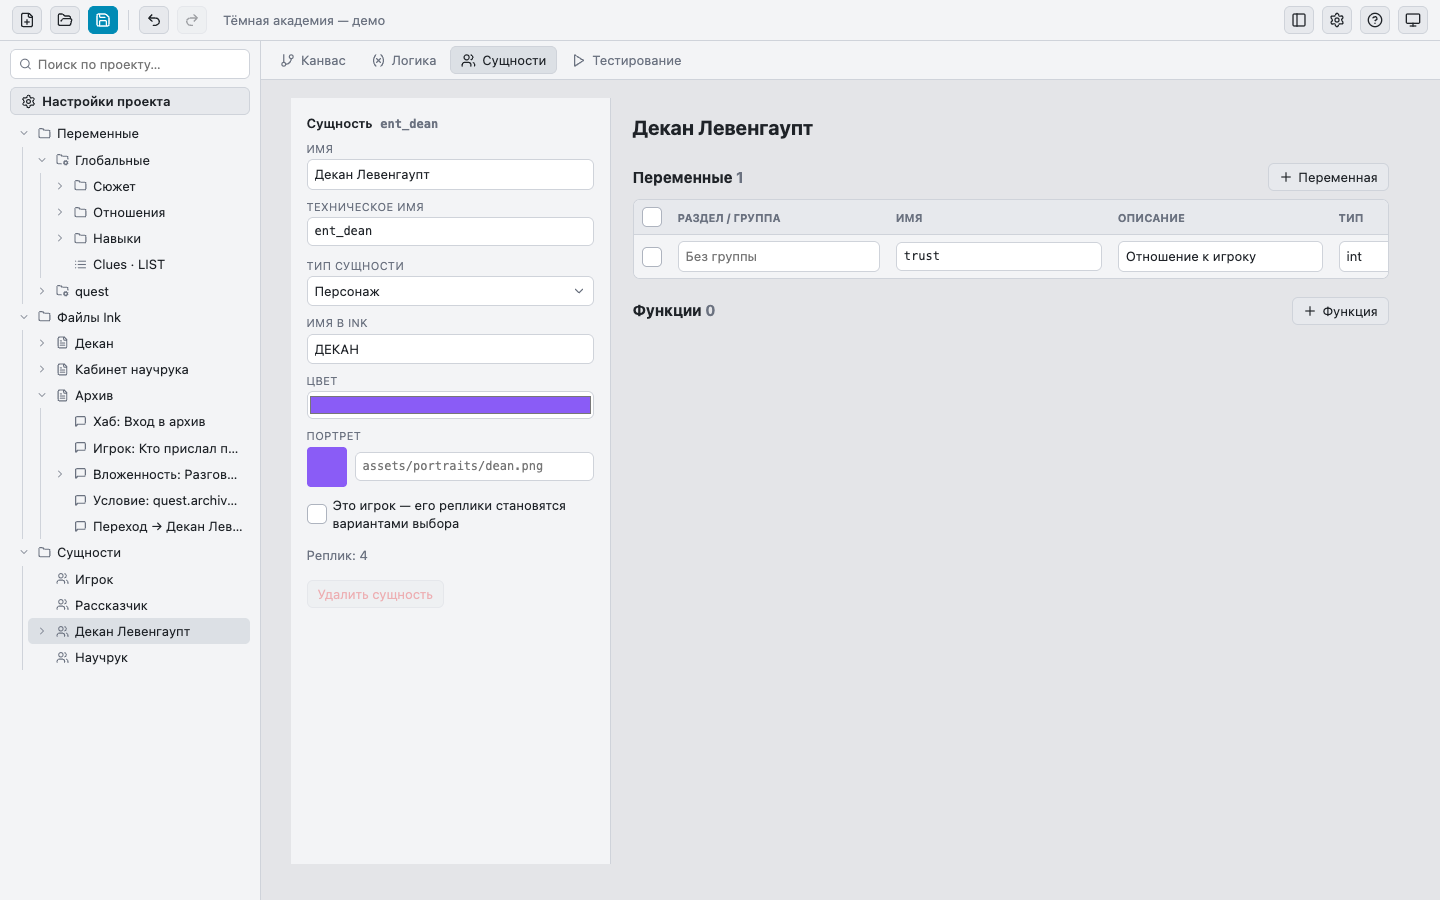 Тёмная академия — демо
Поиск по проекту...
Настройки проекта
Переменные
Глобальные
Сюжет
Отношения
Навыки
Clues · LIST
quest
Файлы Ink
Декан
Кабинет научрука
Архив
Хаб: Вход в архив
Игрок: Кто прислал п...
Вложенность: Разгов...
Условие: quest.archiv...
Переход → Декан Лев...
Сущности
Игрок
Рассказчик
Декан Левенгаупт
Научрук
Канвас
Логика
Сущности
Тестирование
Сущность ent_dean
ИМЯ
Декан Левенгаупт
ТЕХНИЧЕСКОЕ ИМЯ
ent_dean
ТИП СУЩНОСТИ
Персонаж
ИМЯ В INK
ДЕКАН
ЦВЕТ
ПОРТРЕТ
assets/portraits/dean.png
Это игрок — его реплики становятся
вариантами выбора
Реплик: 4
Удалить сущность
Декан Левенгаупт
Переменные 1
+ Переменная
РАЗДЕЛ / ГРУППА
ИМЯ
ОПИСАНИЕ
ТИП
Без группы
trust
Отношение к игроку
int
Функции 0
+ Функция